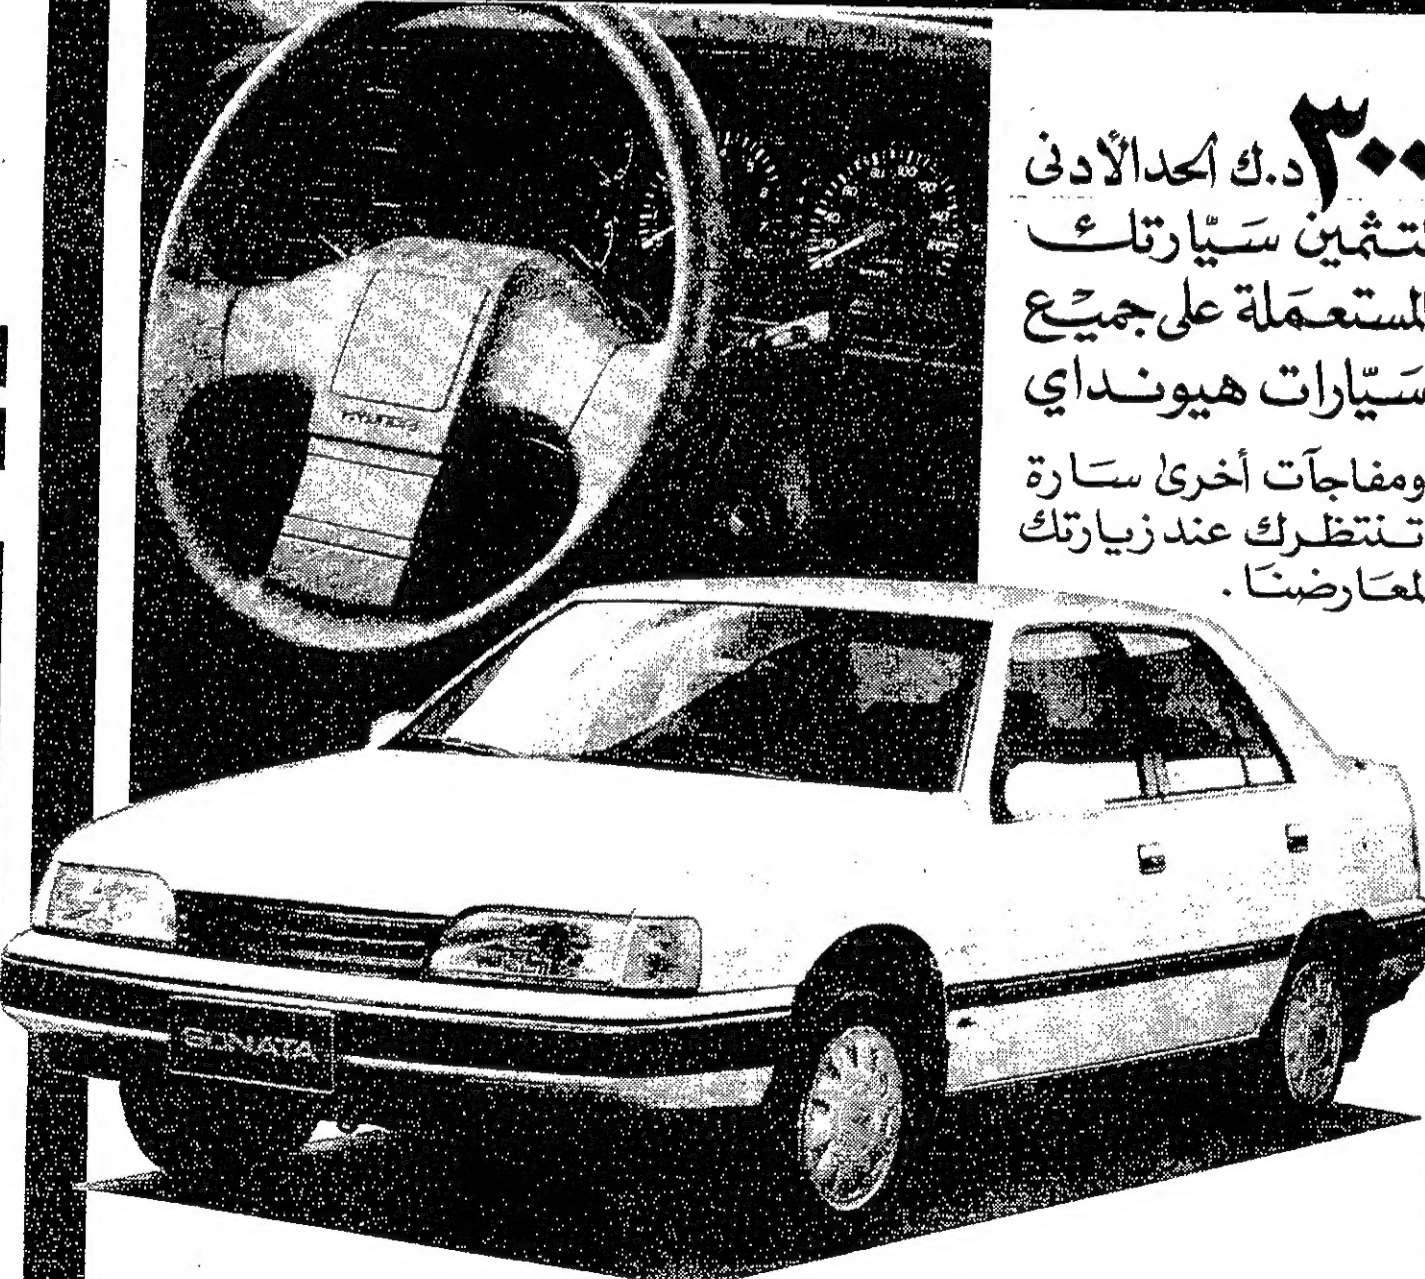 ٣٠٠ د.ك الحد الأدنى
لتثمين سيّارتك
المستعملة على جميع
سيّارات هيونداي
ومفاجآت أخرى سارة
تنتظرك عند زيارتك
لمعارضنا.
SONATA